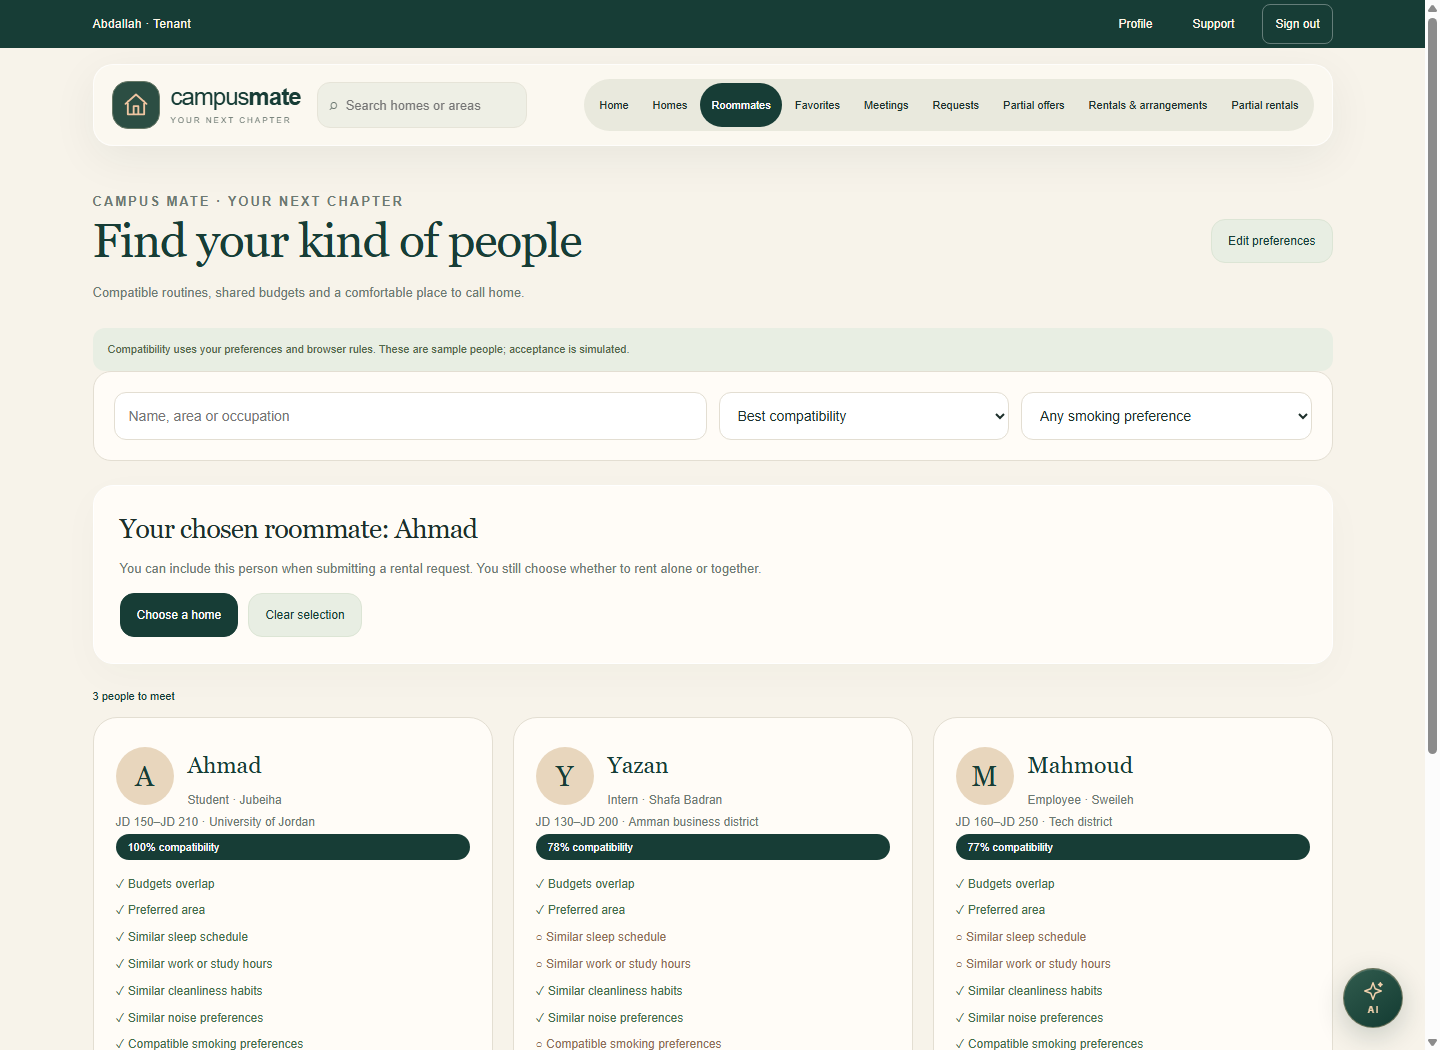 Abdallah · Tenant
Profile
Support
Sign out
campusmate
YOUR NEXT CHAPTER
Search homes or areas
Home
Homes
Roommates
Favorites
Meetings
Requests
Partial offers
Rentals & arrangements
Partial rentals
CAMPUS MATE · YOUR NEXT CHAPTER
Find your kind of people
Edit preferences
Compatible routines, shared budgets and a comfortable place to call home.
Compatibility uses your preferences and browser rules. These are sample people; acceptance is simulated.
Name, area or occupation
Best compatibility
Any smoking preference
Your chosen roommate: Ahmad
You can include this person when submitting a rental request. You still choose whether to rent alone or together.
Choose a home
Clear selection
3 people to meet
A
Ahmad
Student · Jubeiha
JD 150–JD 210 · University of Jordan
100% compatibility
✓ Budgets overlap
✓ Preferred area
✓ Similar sleep schedule
✓ Similar work or study hours
✓ Similar cleanliness habits
✓ Similar noise preferences
✓ Compatible smoking preferences
Y
Yazan
Intern · Shafa Badran
JD 130–JD 200 · Amman business district
78% compatibility
✓ Budgets overlap
✓ Preferred area
○ Similar sleep schedule
○ Similar work or study hours
✓ Similar cleanliness habits
✓ Similar noise preferences
○ Compatible smoking preferences
M
Mahmoud
Employee · Sweileh
JD 160–JD 250 · Tech district
77% compatibility
✓ Budgets overlap
✓ Preferred area
○ Similar sleep schedule
○ Similar work or study hours
✓ Similar cleanliness habits
✓ Similar noise preferences
✓ Compatible smoking preferences
AI